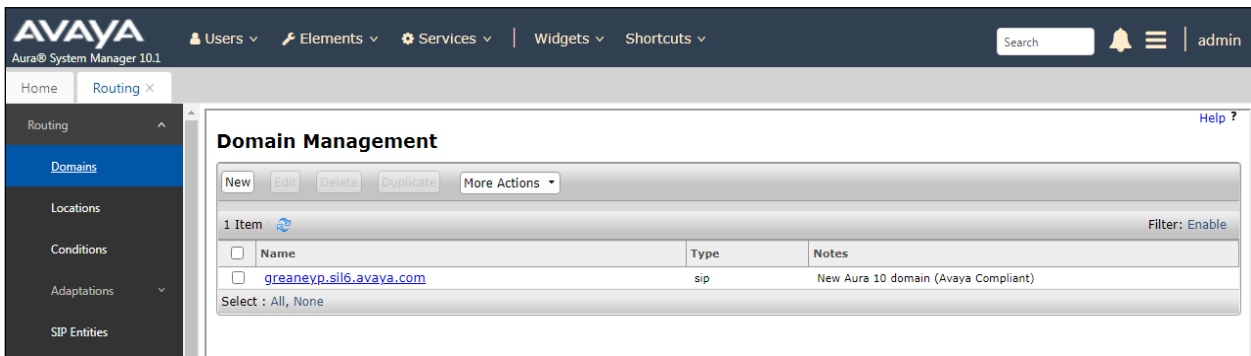 AVAYA
Aura® System Manager 10.1
Users Elements Services | Widgets Shortcuts Search | admin
Home Routing ×
Routing
Domains
Locations
Conditions
Adaptations
SIP Entities
Help ?
Domain Management
New Edit Delete Duplicate More Actions
1 Item Filter: Enable
Name Type Notes
greaneyp.sil6.avaya.com sip New Aura 10 domain (Avaya Compliant)
Select : All, None